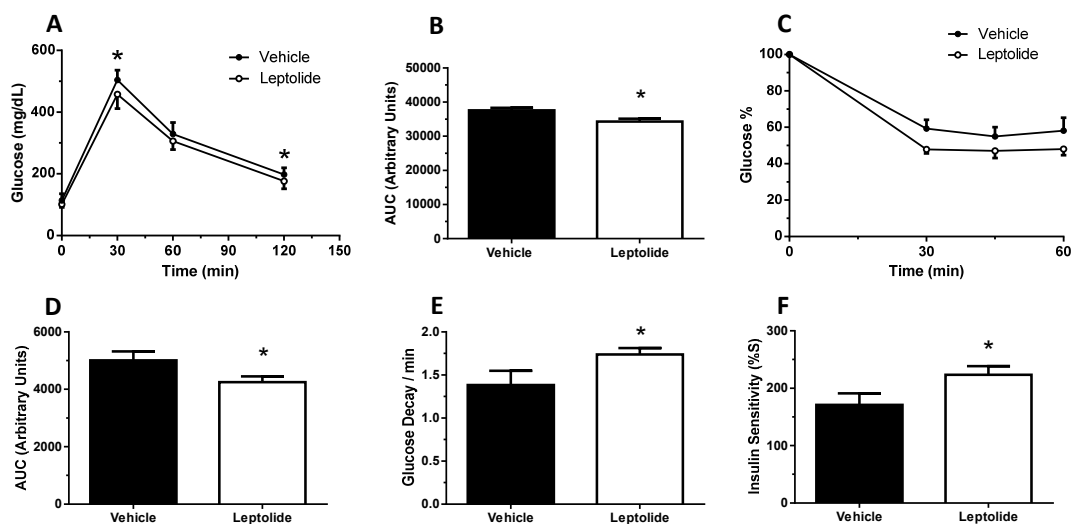 A
Vehicle
Leptolide
Glucose (mg/dL)
600
400
200
0
*
*
0 30 60 90 120 150
Time (min)
B
AUC (Arbitrary Units)
50000
40000
30000
20000
10000
0
*
Vehicle Leptolide
C
Vehicle
Leptolide
Glucose %
100
80
60
40
20
0
0 30 60
Time (min)
D
AUC (Arbitrary Units)
6000
4000
2000
0
*
Vehicle Leptolide
E
Glucose Decay / min
2.0
1.5
1.0
0.5
0.0
*
Vehicle Leptolide
F
Insulin Sensitivity (%S)
300
200
100
0
*
Vehicle Leptolide